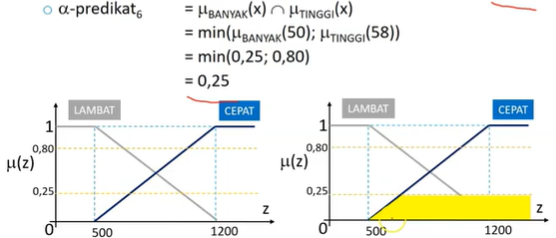 α-predikat₆ = μBANYAK(x) ∩ μTINGGI(x)
= min(μBANYAK(50); μTINGGI(58))
= min(0,25; 0,80)
= 0,25
LAMBAT CEPAT
1
0,80
μ(z)
0,25
z
0 500 1200
LAMBAT CEPAT
1
0,80
μ(z)
0,25
z
0 500 1200